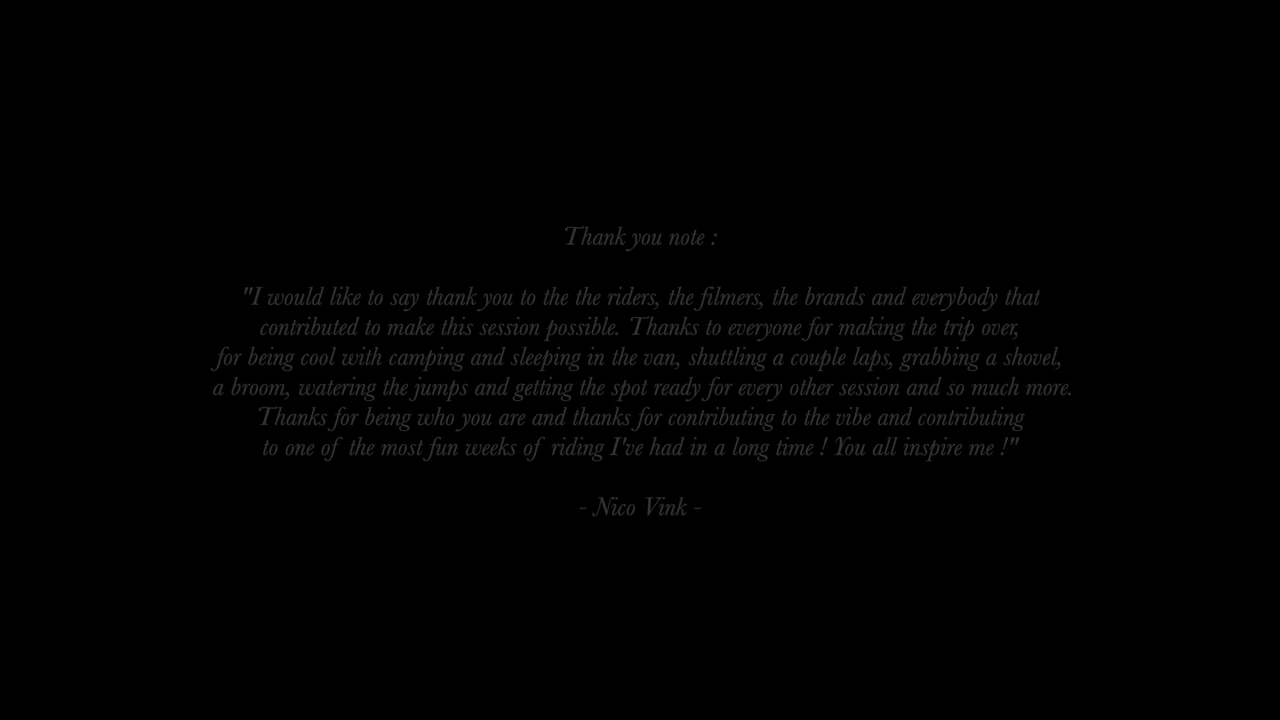 Thank you note :
"I would like to say thank you to the the riders, the filmers, the brands and everybody that
contributed to make this session possible. Thanks to everyone for making the trip over,
for being cool with camping and sleeping in the van, shuttling a couple laps, grabbing a shovel,
a broom, watering the jumps and getting the spot ready for every other session and so much more.
Thanks for being who you are and thanks for contributing to the vibe and contributing
to one of the most fun weeks of riding I've had in a long time ! You all inspire me !"
- Nico Vink -